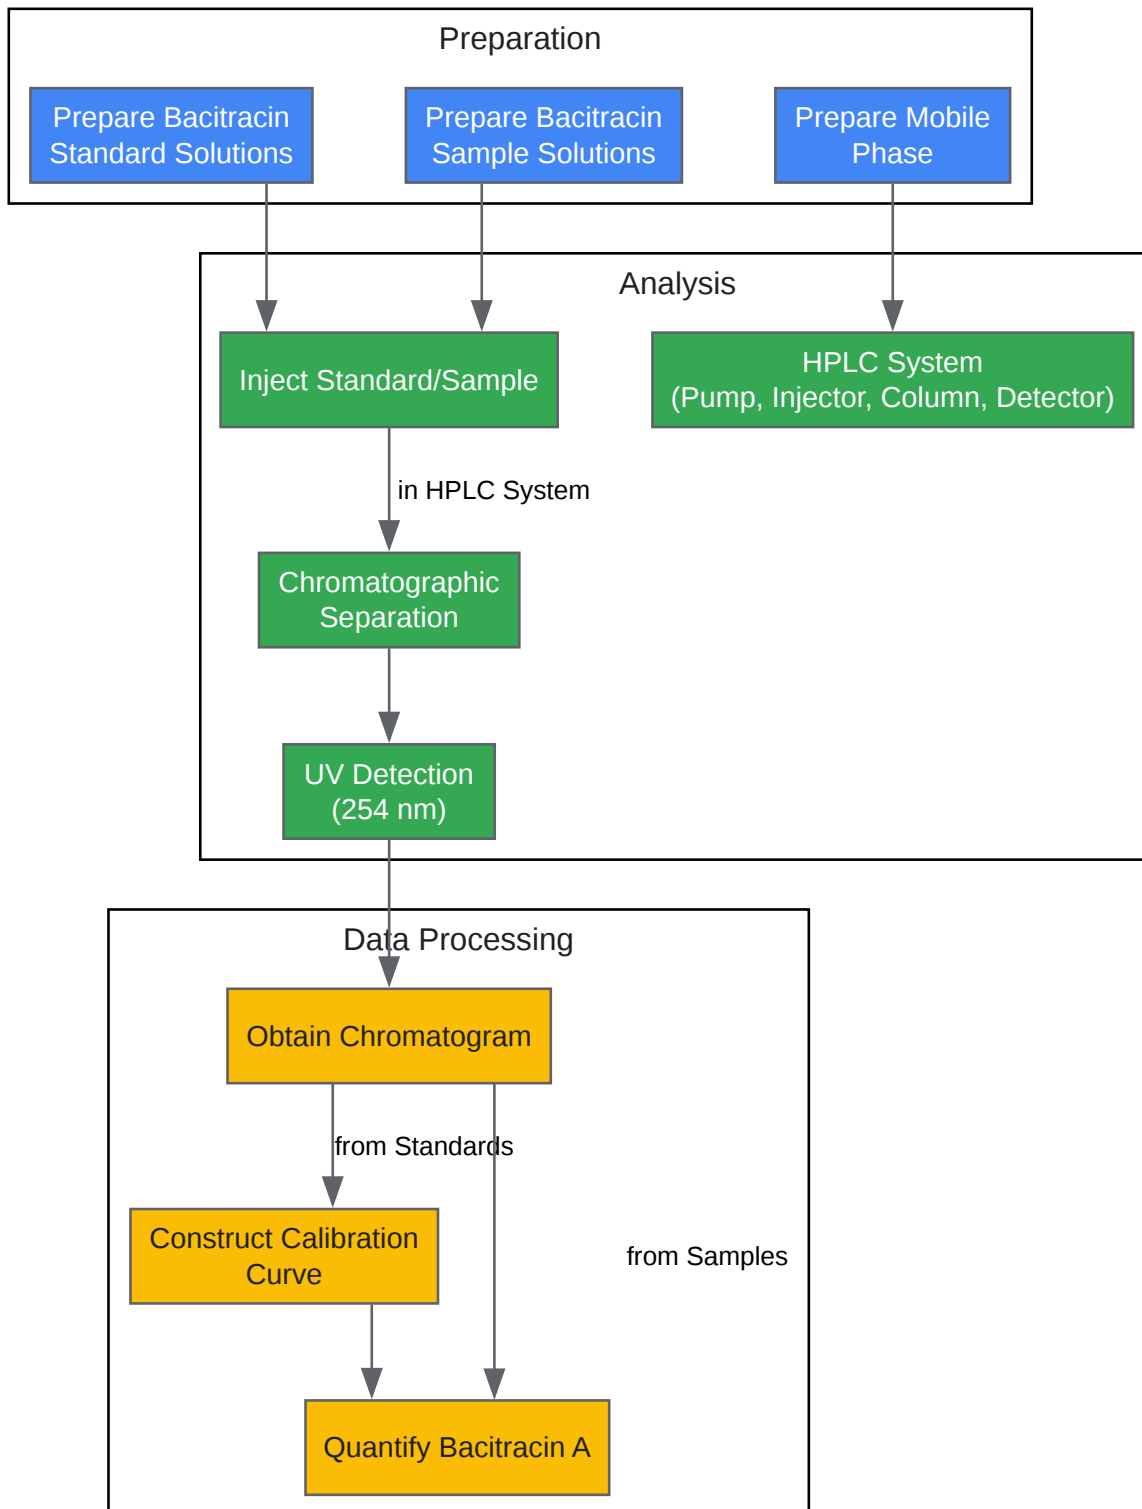 Preparation
Prepare Bacitracin
Standard Solutions
Prepare Bacitracin
Sample Solutions
Prepare Mobile
Phase
Analysis
Inject Standard/Sample
HPLC System
(Pump, Injector, Column, Detector)
in HPLC System
Chromatographic
Separation
UV Detection
(254 nm)
Data Processing
Obtain Chromatogram
from Standards
Construct Calibration
Curve
from Samples
Quantify Bacitracin A